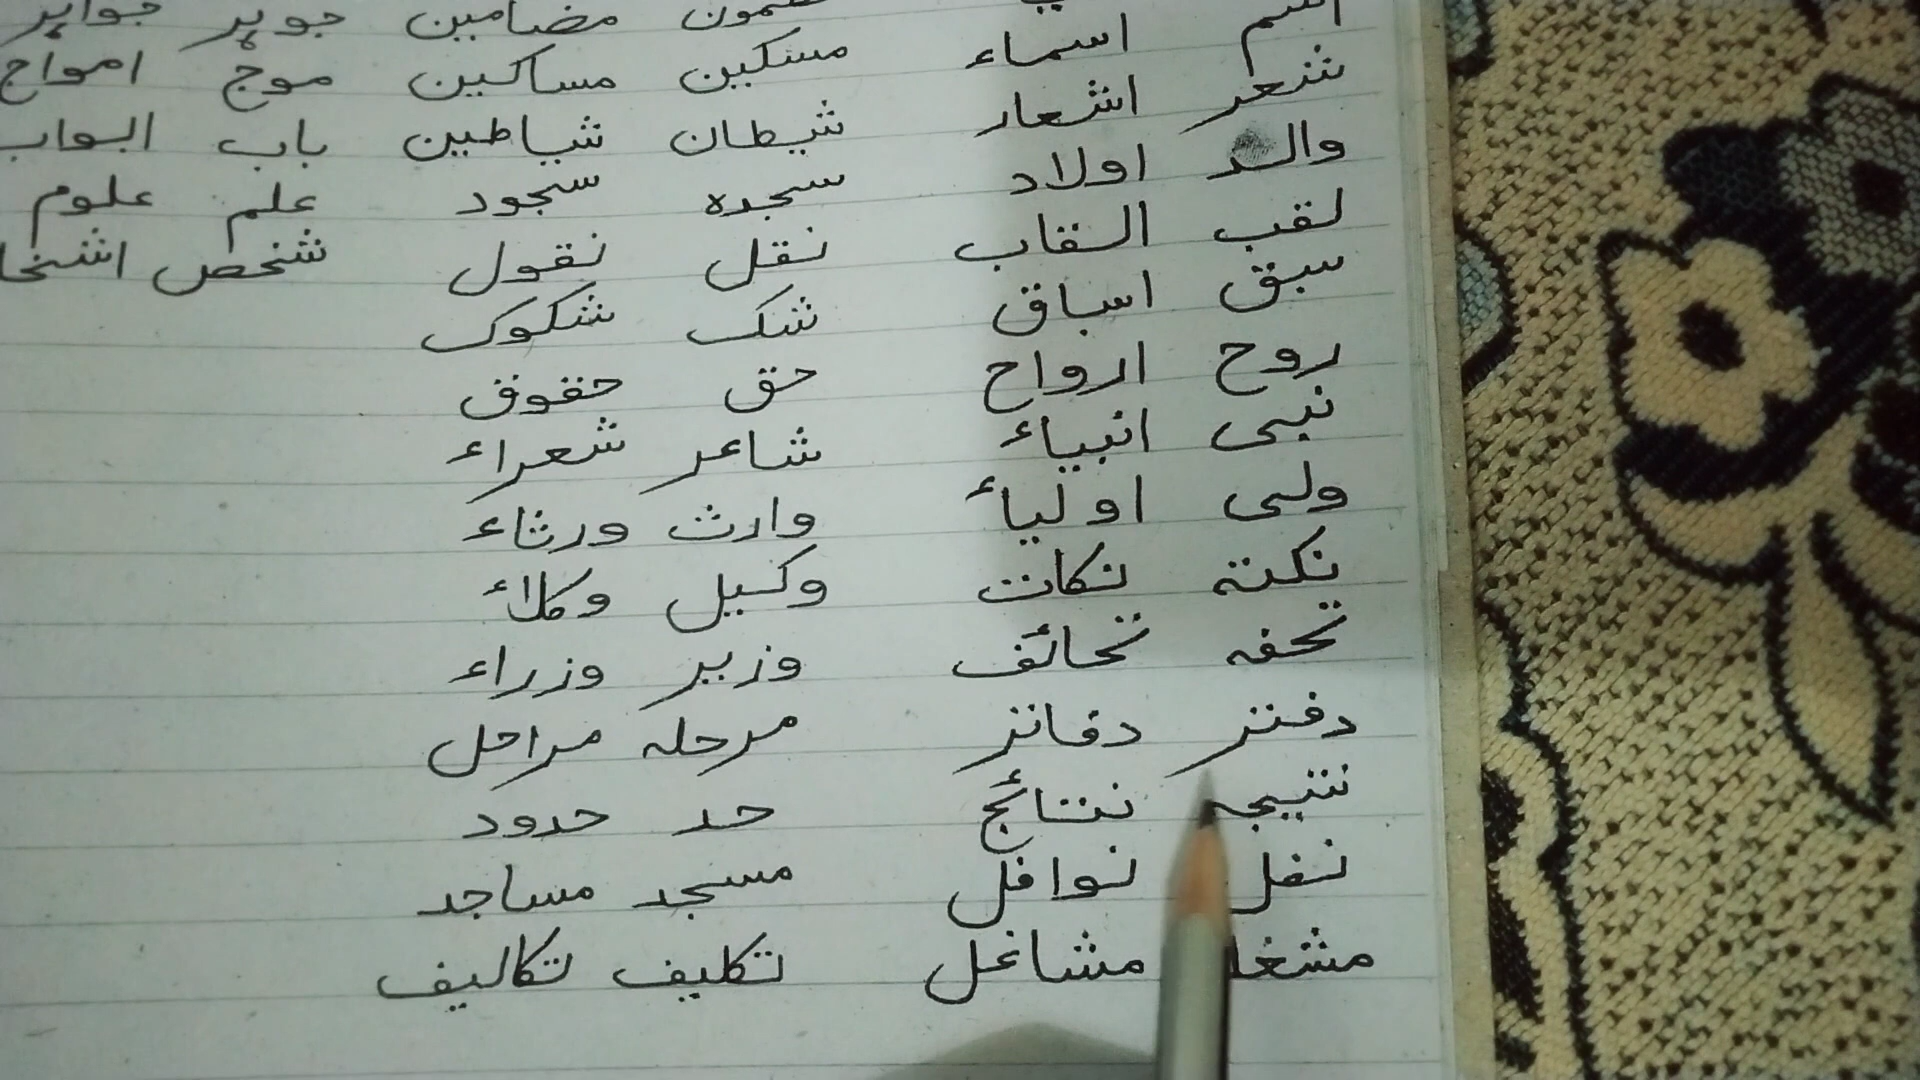 مضمون مضامین جوہر جواہر
اسم اسماء مسکین مساکین موج امواج
شعر اشعار شیطان شیاطین باب ابواب
والد اولاد سجدہ سجود علم علوم
لقب القاب نقل نقول شخص
سبق اسباق شک شکوک
روح ارواح حق حقوق
نبی انبیاء شاعر شعراء
ولی اولیاء وارث ورثاء
نکتہ نکات وکیل وکلاء
تحفہ تحائف وزیر وزراء
دفتر دفاتر مرحلہ مراحل
نتیجہ نتائج حد حدود
نفل نوافل مسجد مساجد
مشاغل تکلیف تکالیف